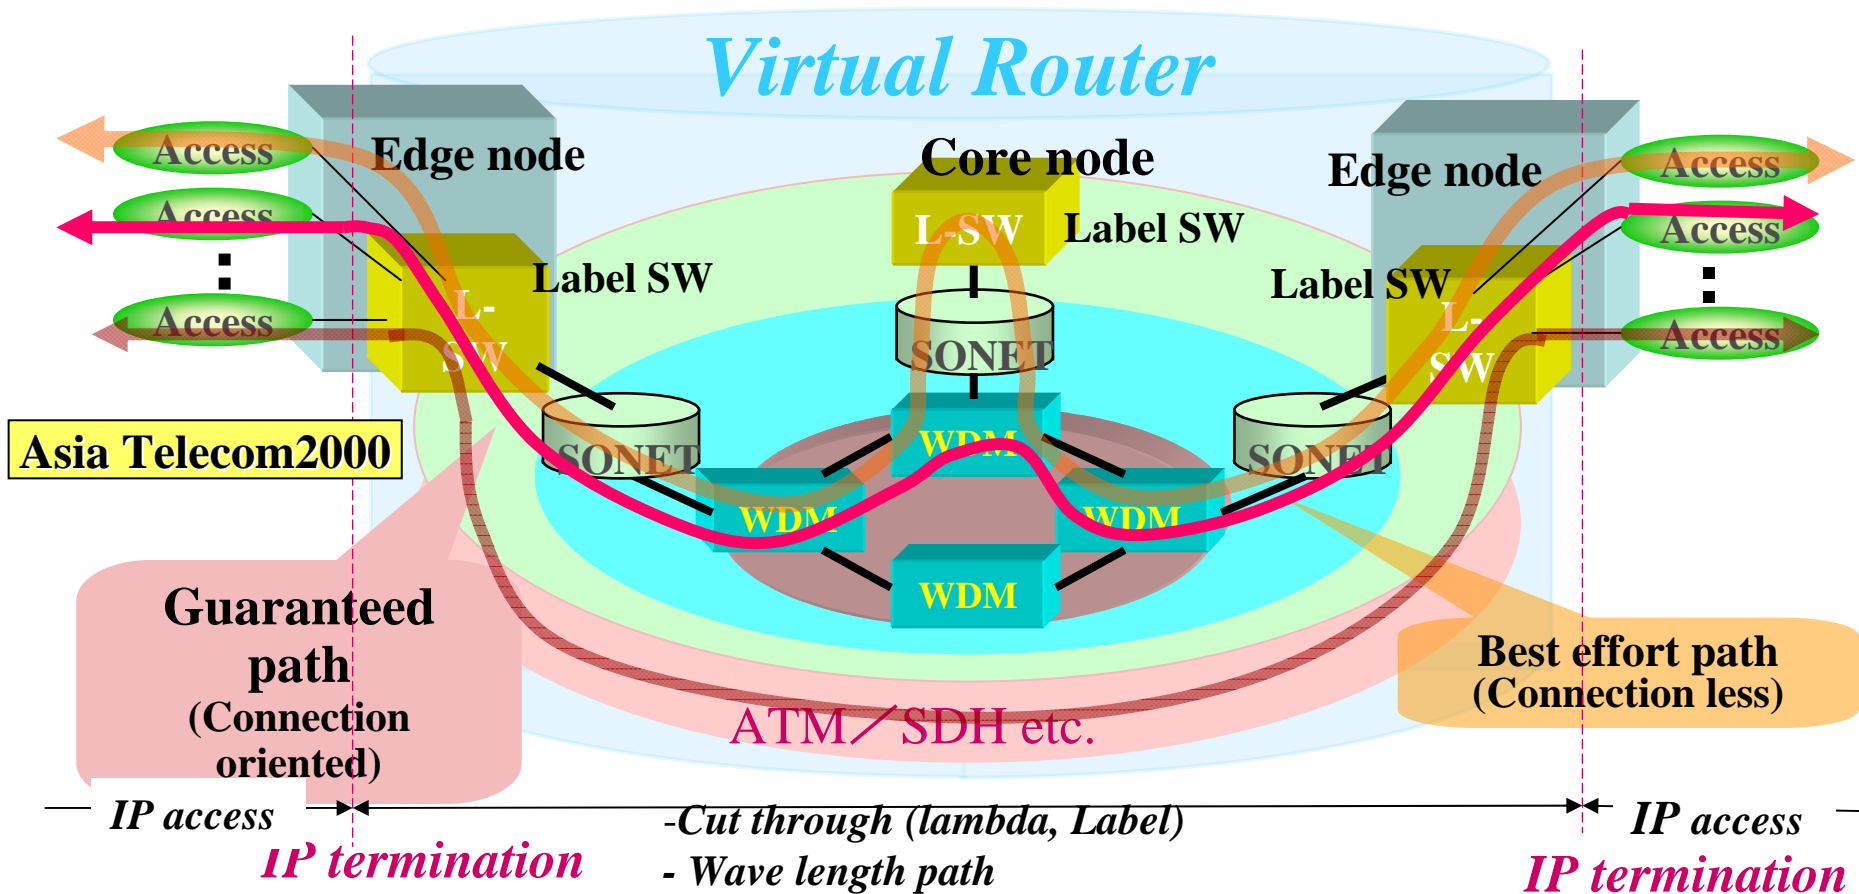 Virtual Router
Access
Edge node
Core node
Edge node
Access
Access
L-SW
Label SW
Access
Label SW
Label SW
Access
L-
SW
SONET
L-
SW
Access
Asia Telecom2000
SONET
WDM
SONET
WDM
WDM
WDM
Guaranteed
path
(Connection
oriented)
Best effort path
(Connection less)
ATM／SDH etc.
IP access
-Cut through (lambda, Label)
IP access
IP termination
- Wave length path
IP termination